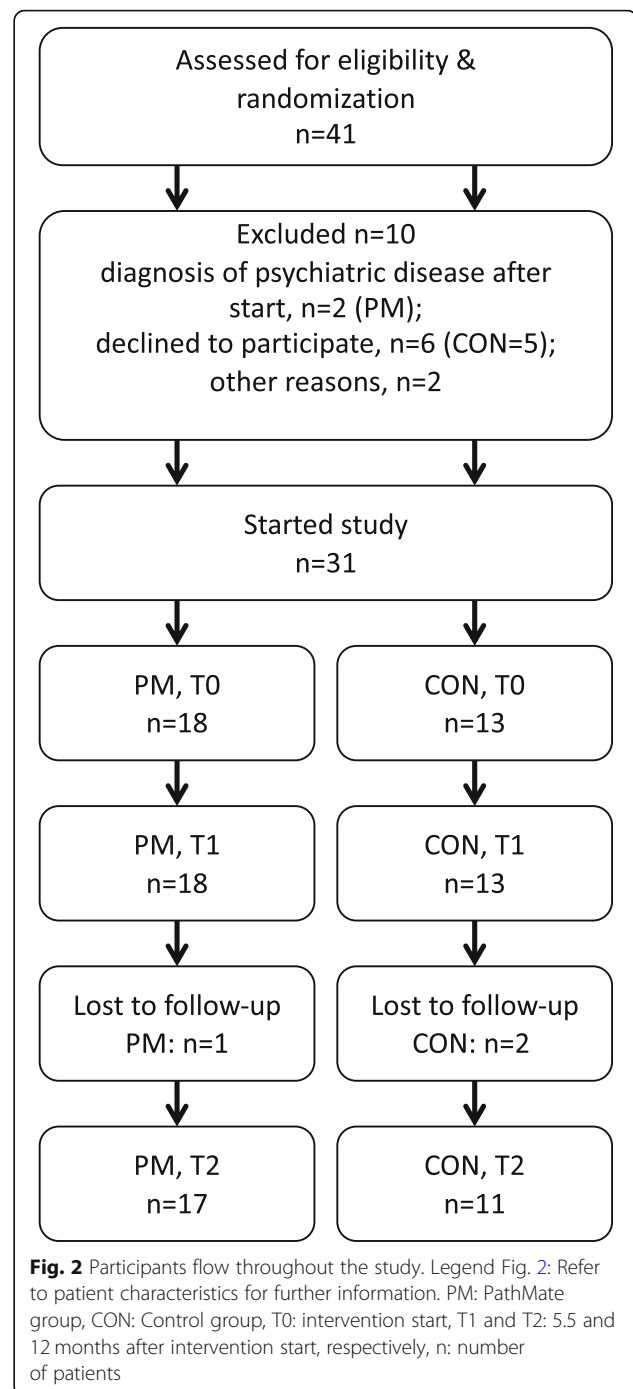 Assessed for eligibility &
randomization
n=41
Excluded n=10
diagnosis of psychiatric disease after
start, n=2 (PM);
declined to participate, n=6 (CON=5);
other reasons, n=2
Started study
n=31
PM, T0
n=18
CON, T0
n=13
PM, T1
n=18
CON, T1
n=13
Lost to follow-up
PM: n=1
Lost to follow-up
CON: n=2
PM, T2
n=17
CON, T2
n=11
Fig. 2 Participants flow throughout the study. Legend Fig. 2: Refer
to patient characteristics for further information. PM: PathMate
group, CON: Control group, T0: intervention start, T1 and T2: 5.5 and
12 months after intervention start, respectively, n: number
of patients